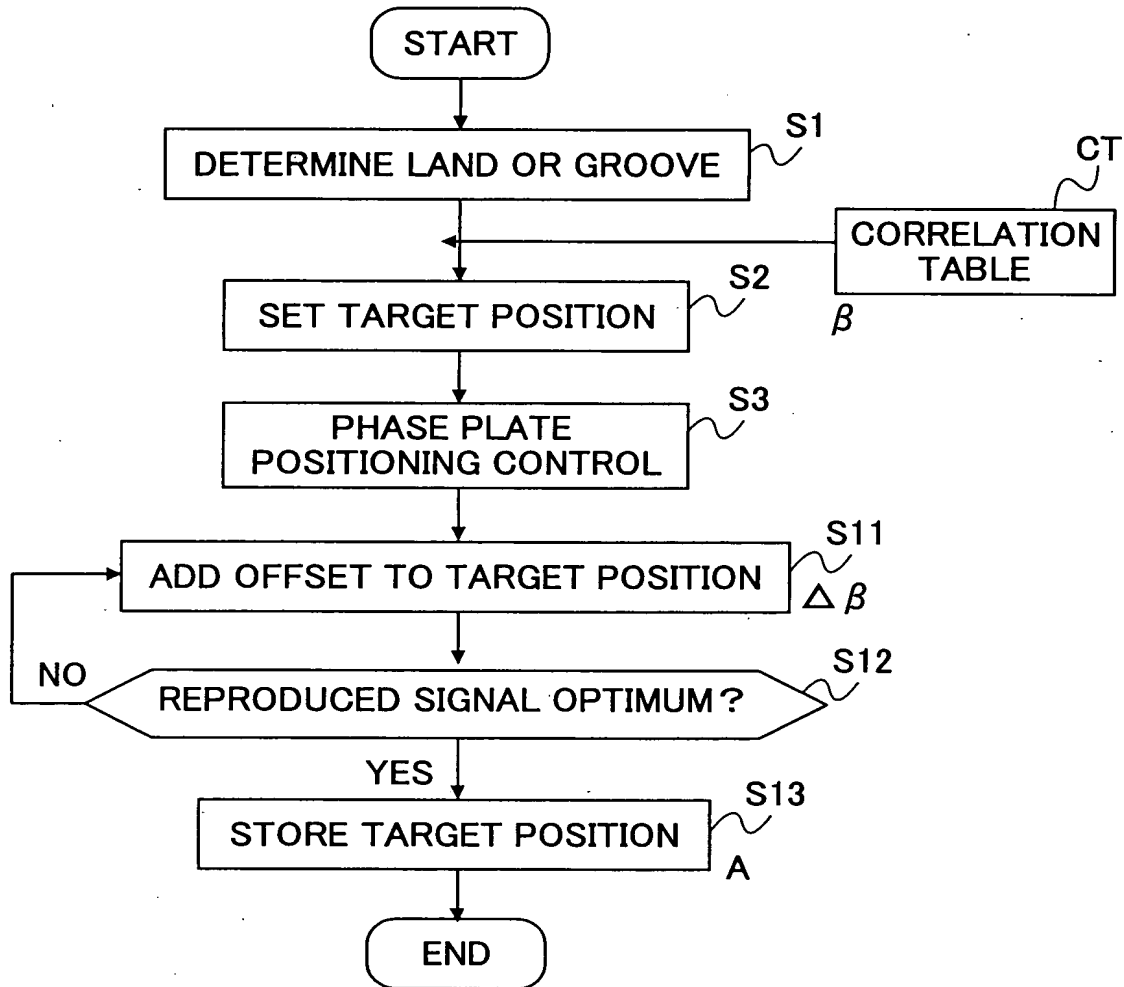 START
S1
DETERMINE LAND OR GROOVE
CT
CORRELATION
TABLE
β
S2
SET TARGET POSITION
S3
PHASE PLATE
POSITIONING CONTROL
S11
ADD OFFSET TO TARGET POSITION
△β
NO
S12
REPRODUCED SIGNAL OPTIMUM?
YES
S13
STORE TARGET POSITION
A
END